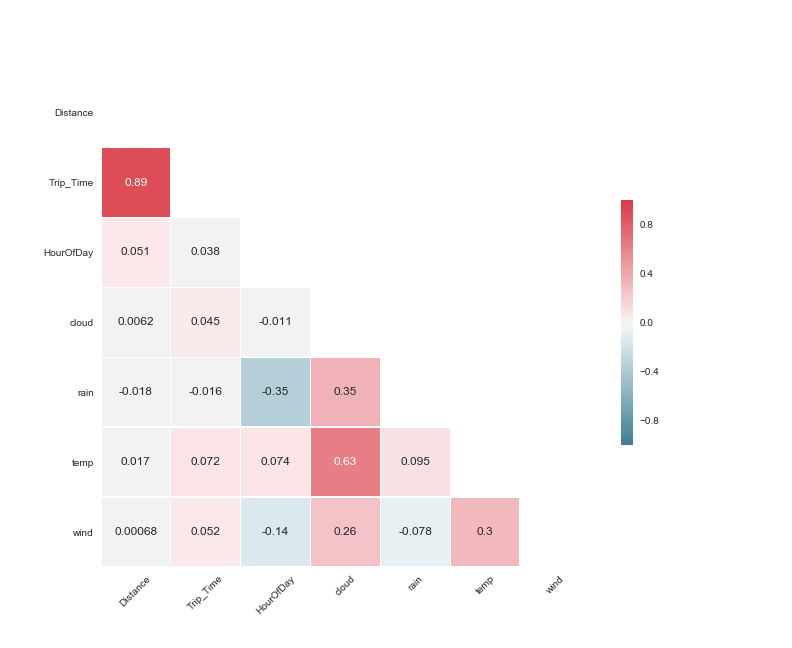 Distance
Trip_Time 0.89
HourOfDay 0.051 0.038
cloud 0.0062 0.045 -0.011
rain -0.018 -0.016 -0.35 0.35
temp 0.017 0.072 0.074 0.63 0.095
wind 0.00068 0.052 -0.14 0.26 -0.078 0.3
Distance Trip_Time HourOfDay cloud rain temp wind
0.8
0.4
0.0
−0.4
−0.8